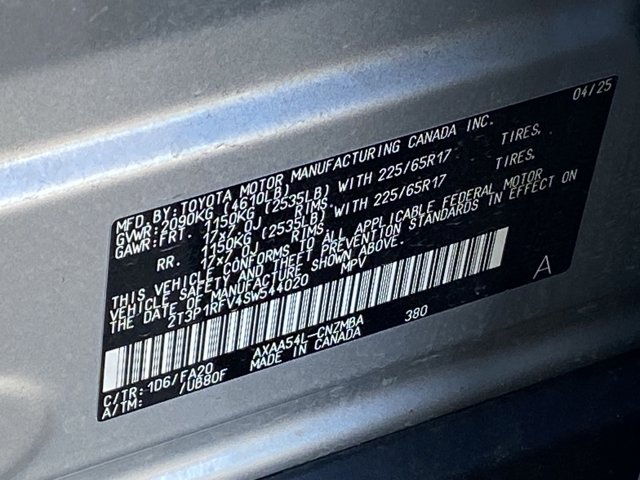 04/25
MFD. BY: TOYOTA MOTOR MANUFACTURING CANADA INC.
GVWR: 2090KG (4610LB)
GAWR: FRT. 1150KG (2535LB) WITH 225/65R17 TIRES,
17x7.0J RIMS.
RR. 1150KG (2535LB) WITH 225/65R17 TIRES,
17x7.0J RIMS.
THIS VEHICLE CONFORMS TO ALL APPLICABLE FEDERAL MOTOR
VEHICLE SAFETY AND THEFT PREVENTION STANDARDS IN EFFECT ON
THE DATE OF MANUFACTURE SHOWN ABOVE.
2T3P1RFV4SW544020 MPV
A
C/TR: 1D6/FA20 AXAA54L-CNZMBA 380
A/TM: /UB80F MADE IN CANADA